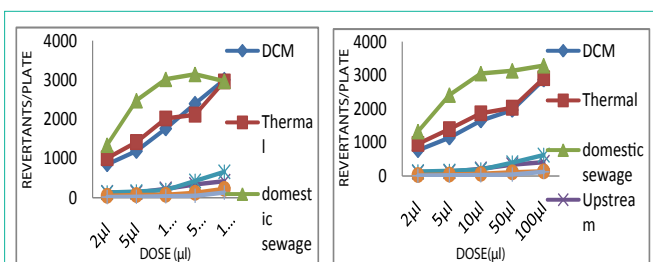 4000
3000
2000
1000
0
REVERTANTS/PLATE
2µl
5µl
1...
5...
1...
DOSE (µl)
DCM
Therma
l
domest
ic
sewage
4000
3000
2000
1000
0
REVERTANTS/PLATE
2µl
5µl
10µl
50µl
100µl
DOSE(µl)
DCM
Thermal
domestic
sewage
Upstrea
m